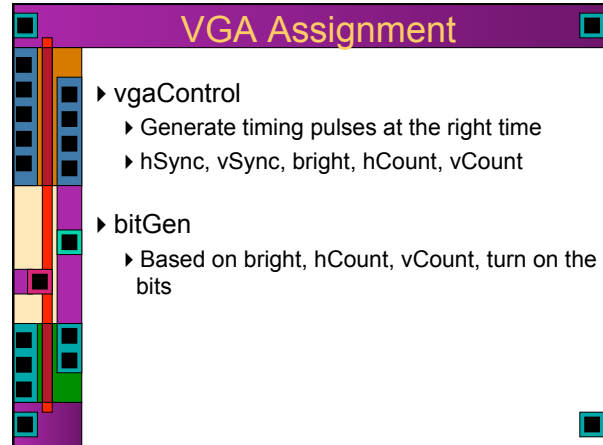 VGA Assignment
vgaControl
Generate timing pulses at the right time
hSync, vSync, bright, hCount, vCount
bitGen
Based on bright, hCount, vCount, turn on the
bits